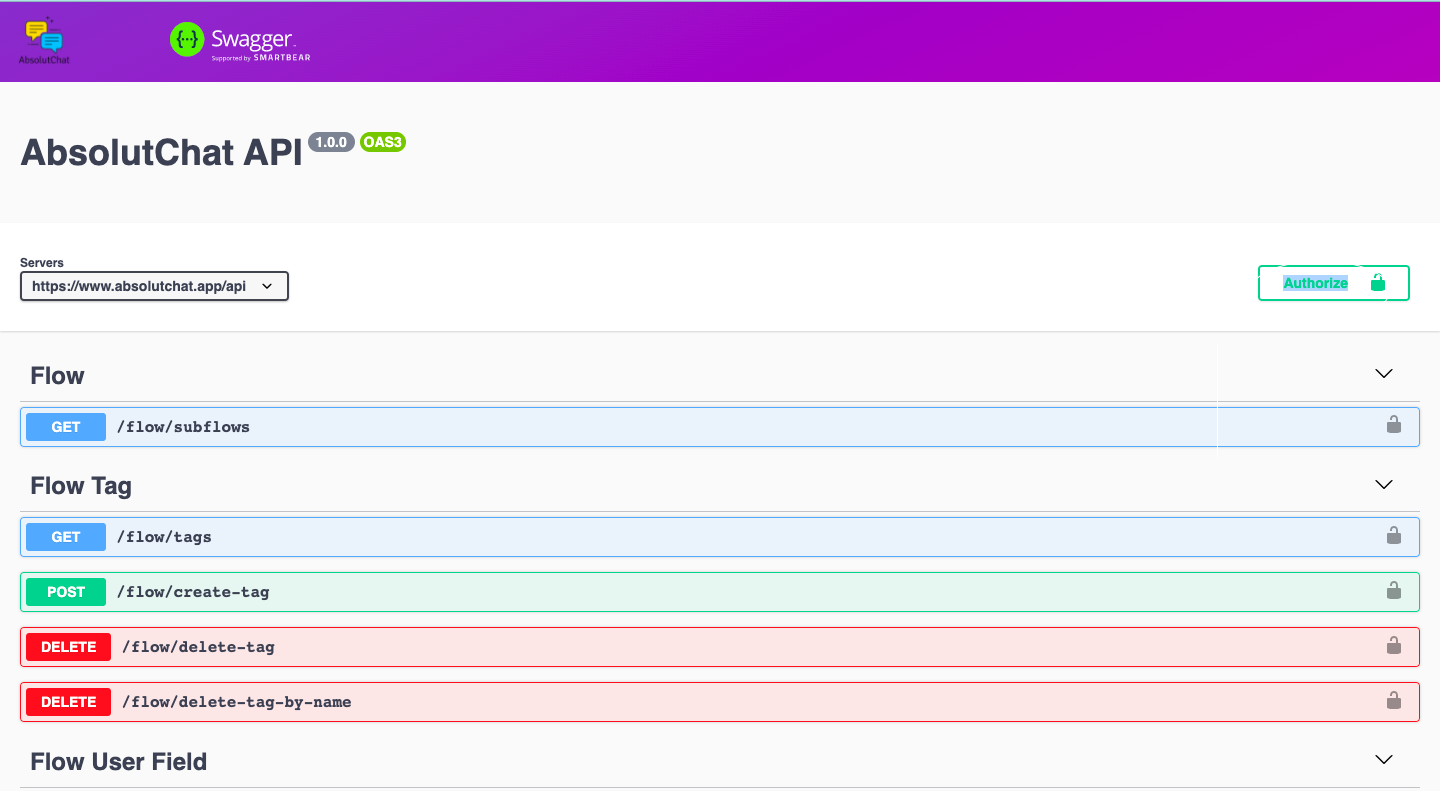 AbsolutChat
Swagger
Supported by SMARTBEAR
AbsolutChat API 1.0.0 OAS3
Servers
https://www.absolutchat.app/api
Authorize
Flow
GET /flow/subflows
Flow Tag
GET /flow/tags
POST /flow/create-tag
DELETE /flow/delete-tag
DELETE /flow/delete-tag-by-name
Flow User Field